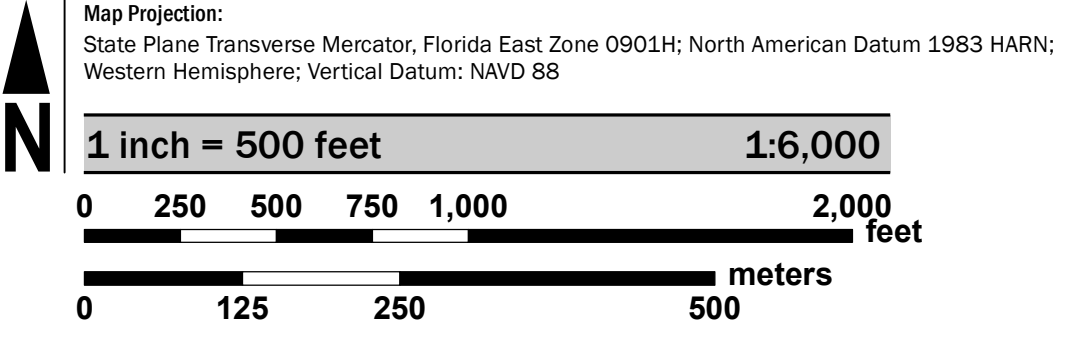 Map Projection:
State Plane Transverse Mercator, Florida East Zone 0901H; North American Datum 1983 HARN;
Western Hemisphere; Vertical Datum: NAVD 88
N
1 inch = 500 feet 1:6,000
0 250 500 750 1,000 2,000
feet
meters
0 125 250 500